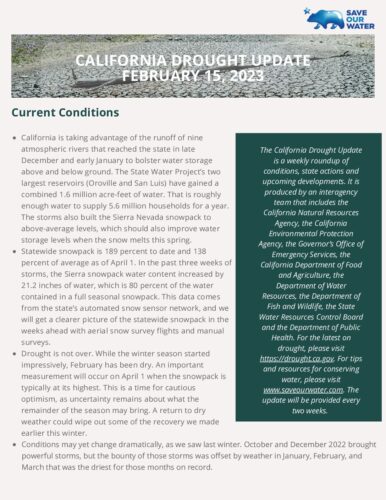 SAVE
OUR
WATER
CALIFORNIA DROUGHT UPDATE
FEBRUARY 15, 2023
Current Conditions
• California is taking advantage of the runoff of nine
atmospheric rivers that reached the state in late
December and early January to bolster water storage
above and below ground. The State Water Project's two
largest reservoirs (Oroville and San Luis) have gained a
combined 1.6 million acre-feet of water. That is roughly
enough water to supply 5.6 million households for a year.
The storms also built the Sierra Nevada snowpack to
above-average levels, which should also improve water
storage levels when the snow melts this spring.
• Statewide snowpack is 189 percent to date and 138
percent of average as of April 1. In the past three weeks of
storms, the Sierra snowpack water content increased by
21.2 inches of water, which is 80 percent of the water
contained in a full seasonal snowpack. This data comes
from the state's automated snow sensor network, and we
will get a clearer picture of the statewide snowpack in the
weeks ahead with aerial snow survey flights and manual
surveys.
• Drought is not over. While the winter season started
impressively, February has been dry. An important
measurement will occur on April 1 when the snowpack is
typically at its highest. This is a time for cautious
optimism, as uncertainty remains about what the
remainder of the season may bring. A return to dry
weather could wipe out some of the recovery we made
earlier this winter.
• Conditions may yet change dramatically, as we saw last winter. October and December 2022 brought
powerful storms, but the bounty of those storms was offset by weather in January, February, and
March that was the driest for those months on record.
The California Drought Update
is a weekly roundup of
conditions, state actions and
upcoming developments. It is
produced by an interagency
team that includes the
California Natural Resources
Agency, the California
Environmental Protection
Agency, the Governor's Office of
Emergency Services, the
California Department of Food
and Agriculture, the
Department of Water
Resources, the Department of
Fish and Wildlife, the State
Water Resources Control Board
and the Department of Public
Health. For the latest on
drought, please visit
https://drought.ca.gov. For tips
and resources for conserving
water, please visit
www.saveourwater.com. The
update will be provided every
two weeks.